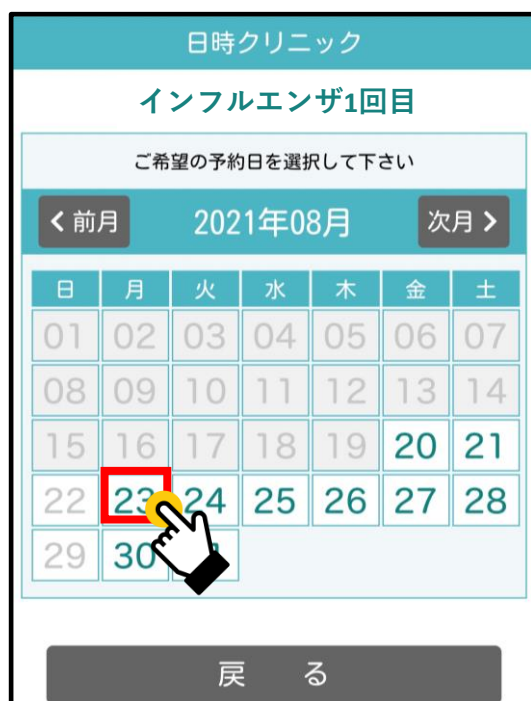 日時クリニック
インフルエンザ1回目
ご希望の予約日を選択して下さい
前月 2021年08月 次月
日 月 火 水 木 金 土
01 02 03 04 05 06 07
08 09 10 11 12 13 14
15 16 17 18 19 20 21
22 23 24 25 26 27 28
29 30
戻 る